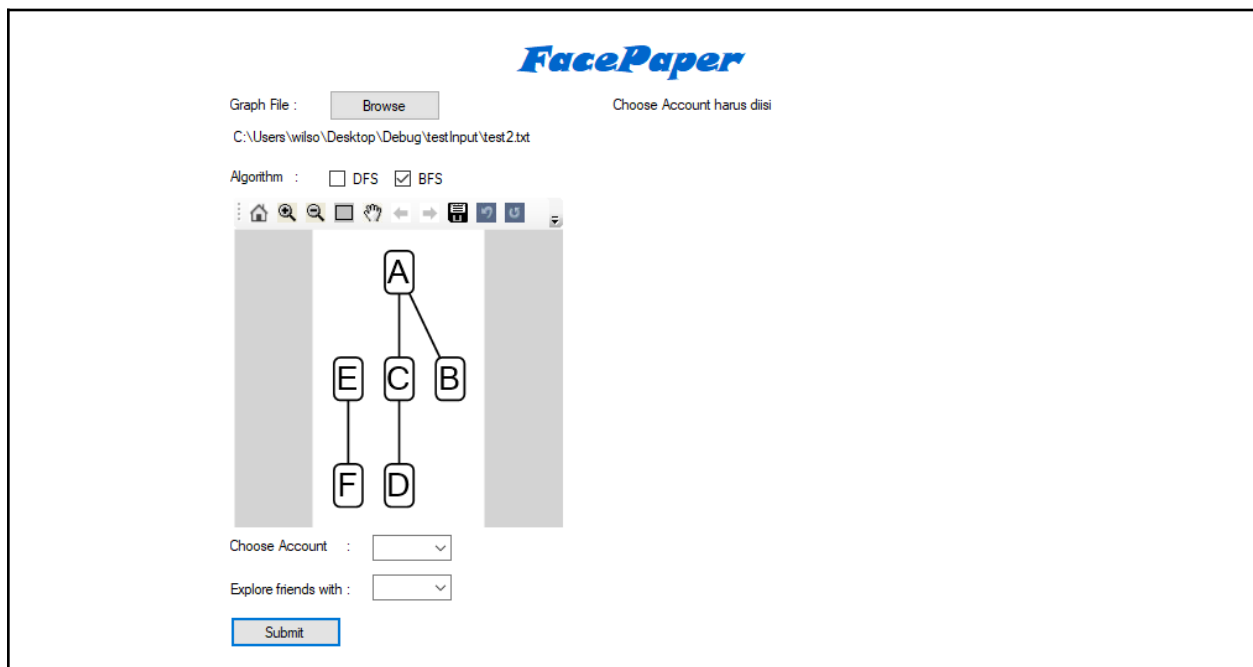 FacePaper
Graph File : Browse Choose Account harus diisi
C:\Users\wilso\Desktop\Debug\testInput\test2.txt
Algorithm : DFS BFS
A
E C B
F D
Choose Account :
Explore friends with :
Submit